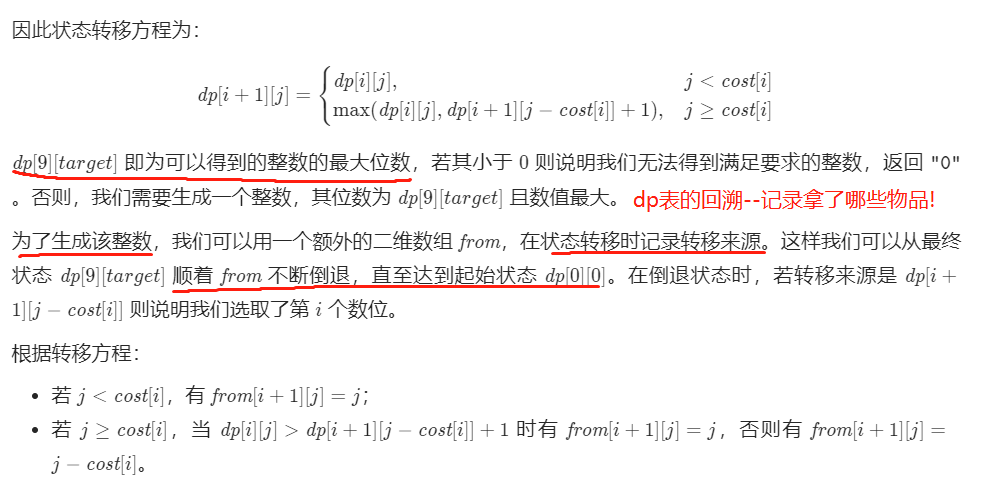 因此状态转移方程为：
dp[i + 1][j] = { dp[i][j], j < cost[i]
max(dp[i][j], dp[i + 1][j − cost[i]] + 1), j ≥ cost[i]
dp[9][target] 即为可以得到的整数的最大位数，若其小于 0 则说明我们无法得到满足要求的整数，返回 "0"
。否则，我们需要生成一个整数，其位数为 dp[9][target] 且数值最大。 dp表的回溯--记录拿了哪些物品!
为了生成该整数，我们可以用一个额外的二维数组 from，在状态转移时记录转移来源。这样我们可以从最终
状态 dp[9][target] 顺着 from 不断倒退，直至达到起始状态 dp[0][0]。在倒退状态时，若转移来源是 dp[i +
1][j − cost[i]] 则说明我们选取了第 i 个数位。
根据转移方程：
• 若 j < cost[i]，有 from[i + 1][j] = j；
• 若 j ≥ cost[i]，当 dp[i][j] > dp[i + 1][j − cost[i]] + 1 时有 from[i + 1][j] = j，否则有 from[i + 1][j] =
j − cost[i]。